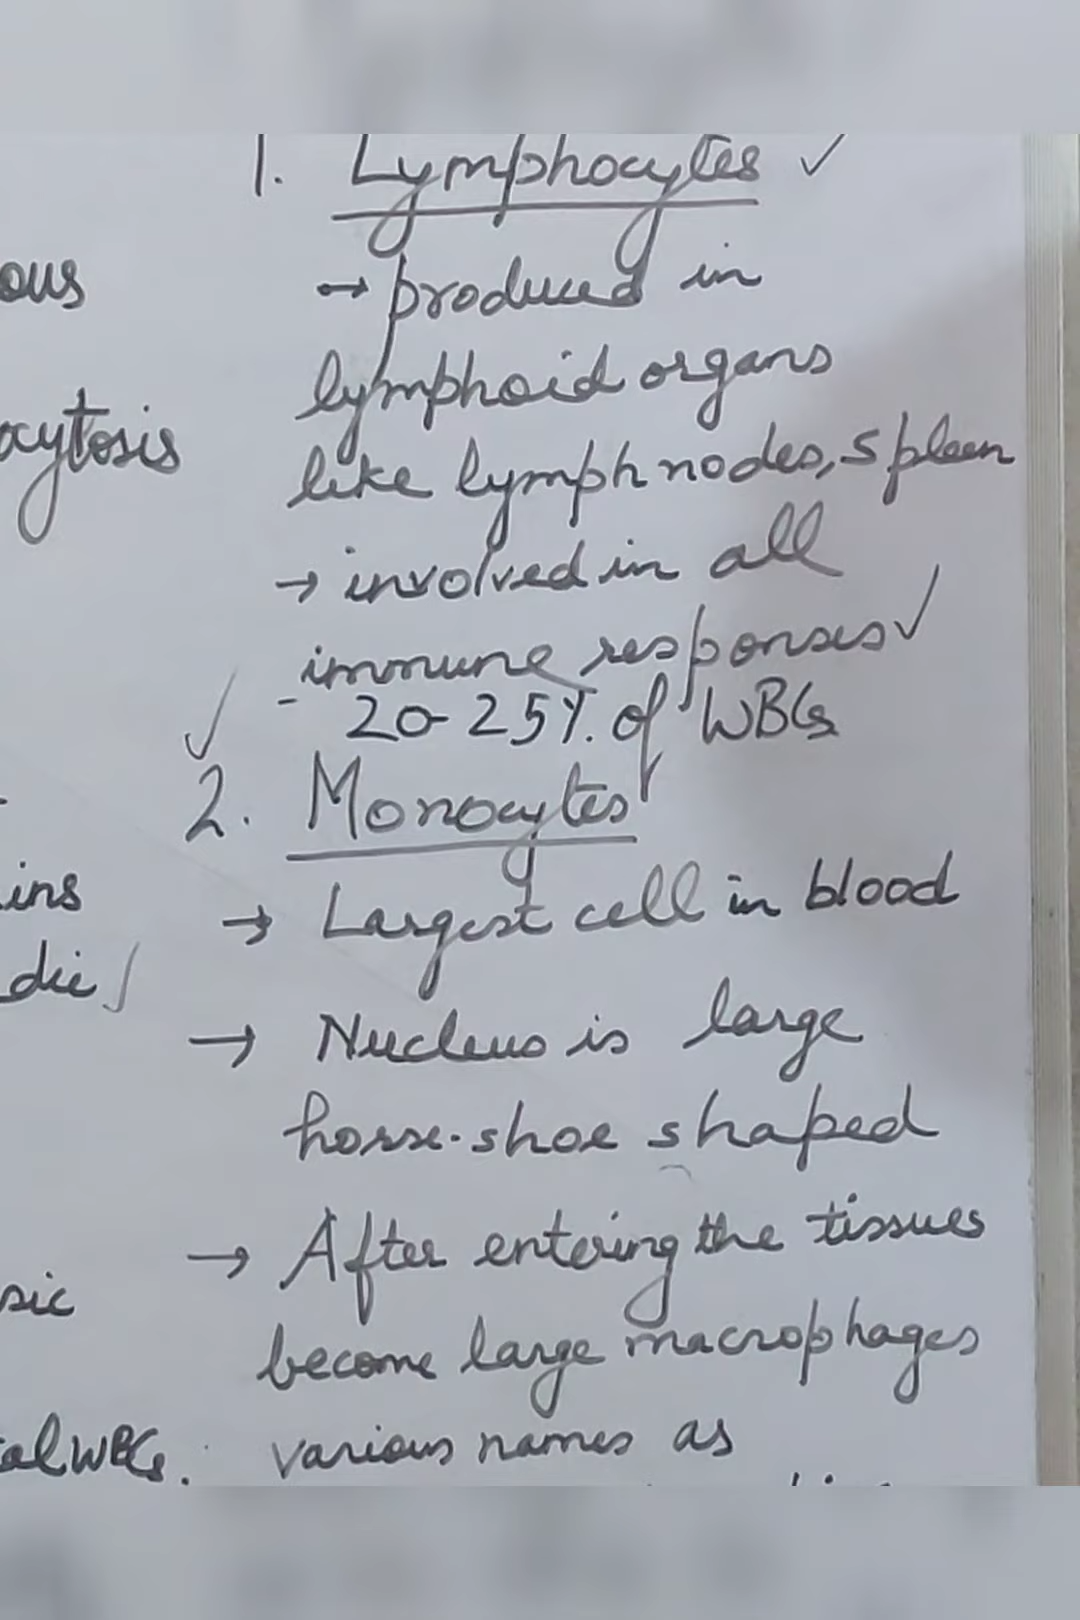 1. Lymphocytes ✓
→ produced in
lymphoid organs
like lymph nodes, spleen
→ involved in all
immune responses ✓
- 20-25% of WBCs
2. Monocytes
→ Largest cell in blood
→ Nucleus is large
horse-shoe shaped
→ After entering the tissues
become large macrophages
various names as
ous
ocytosis
ins
die
sic
al WBCs.